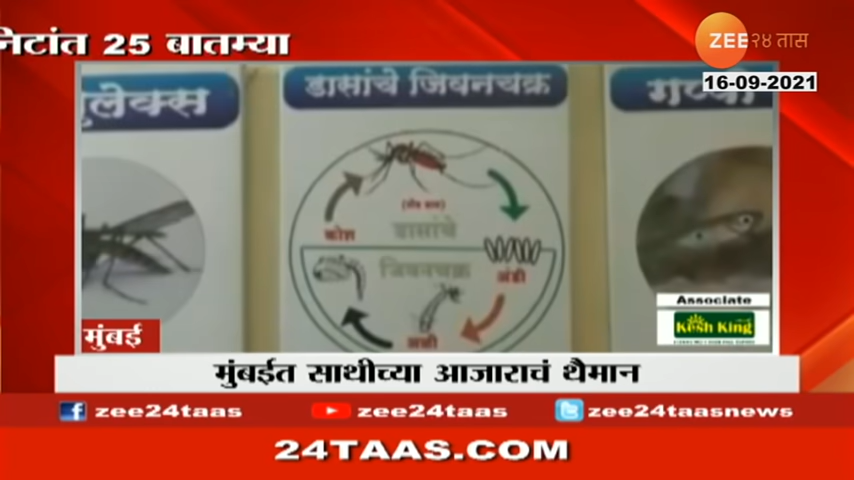 निटांत 25 बातम्या
ZEE २४ तास
16-09-2021
डासांचे जिवनचक्र
कोश
डासांचे
जिवनचक्र
अंडी
अळी
Associate
Kesh King
मुंबई
मुंबईत साथीच्या आजाराचं थैमान
zee24taas
zee24taas
zee24taasnews
24TAAS.COM